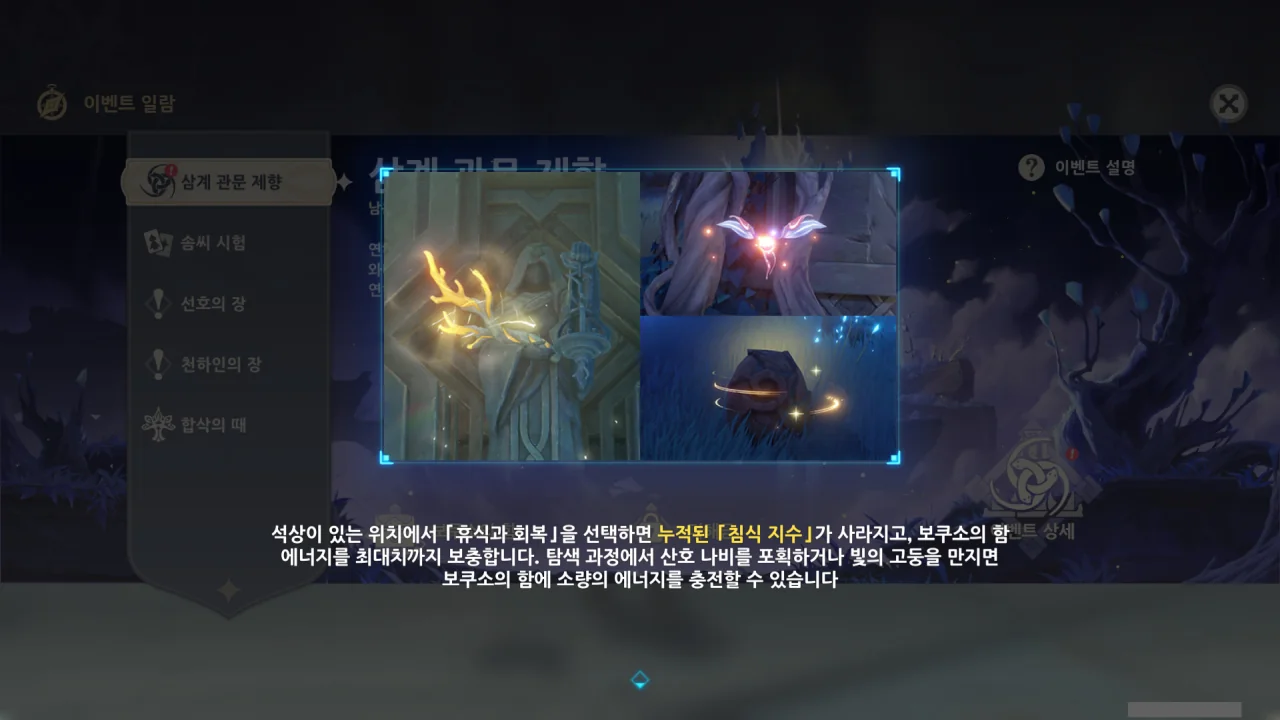 이벤트 일람
삼계 관문 제향
솜씨 시험
선호의 장
천하인의 장
합삭의 때
삼계 관문 제향
이벤트 설명
석상이 있는 위치에서 「휴식과 회복」을 선택하면 누적된 「침식 지수」가 사라지고, 보쿠소의 함
에너지를 최대치까지 보충합니다. 탐색 과정에서 산호 나비를 포획하거나 빛의 고둥을 만지면
보쿠소의 함에 소량의 에너지를 충전할 수 있습니다
상세